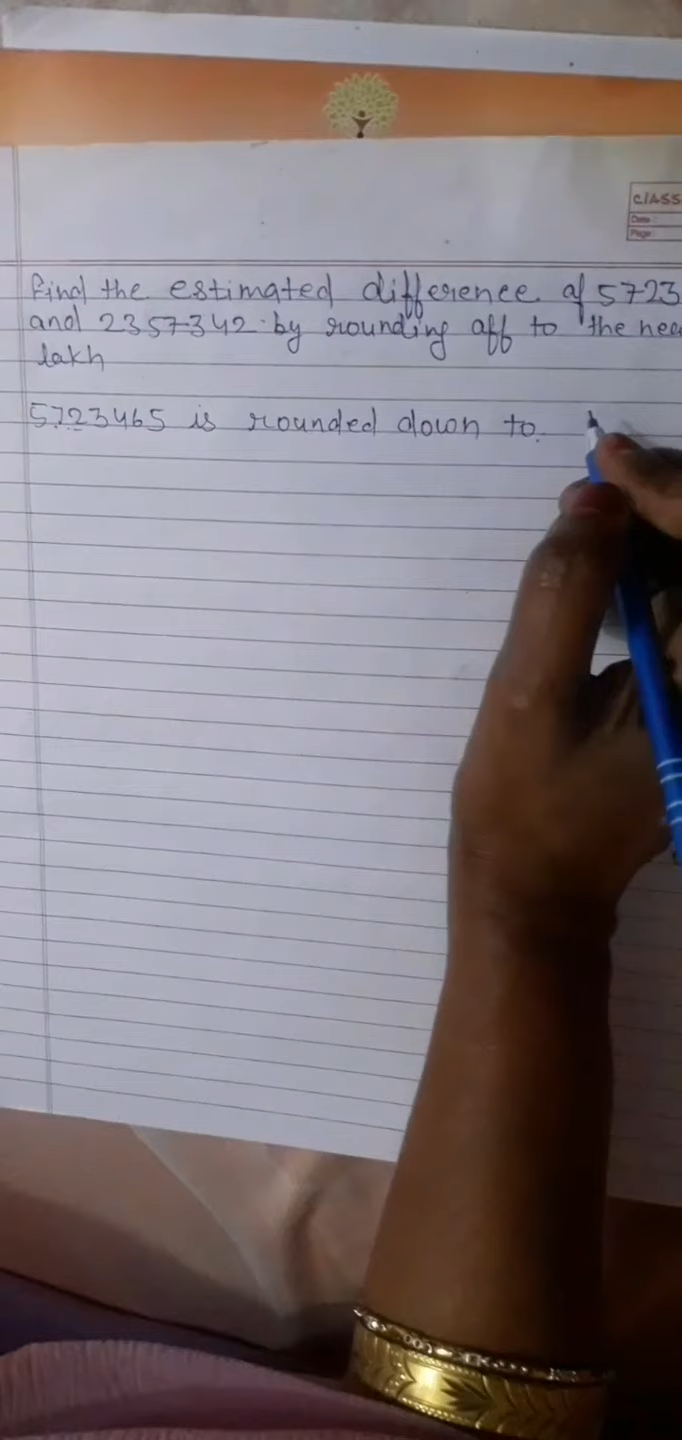 CLASS
Date :
Page :
Find the estimated difference of 5723
and 2357342 by rounding off to the nea
lakh
5723465 is rounded down to